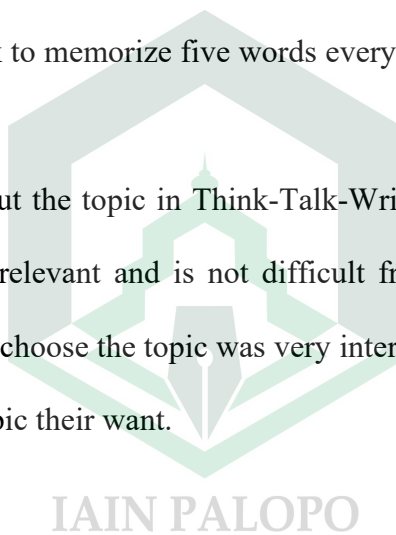 to memorize five words every
ut the topic in Think-Talk-Wri
relevant and is not difficult
choose the topic was very inter
pic their want.
IAIN PALOPO